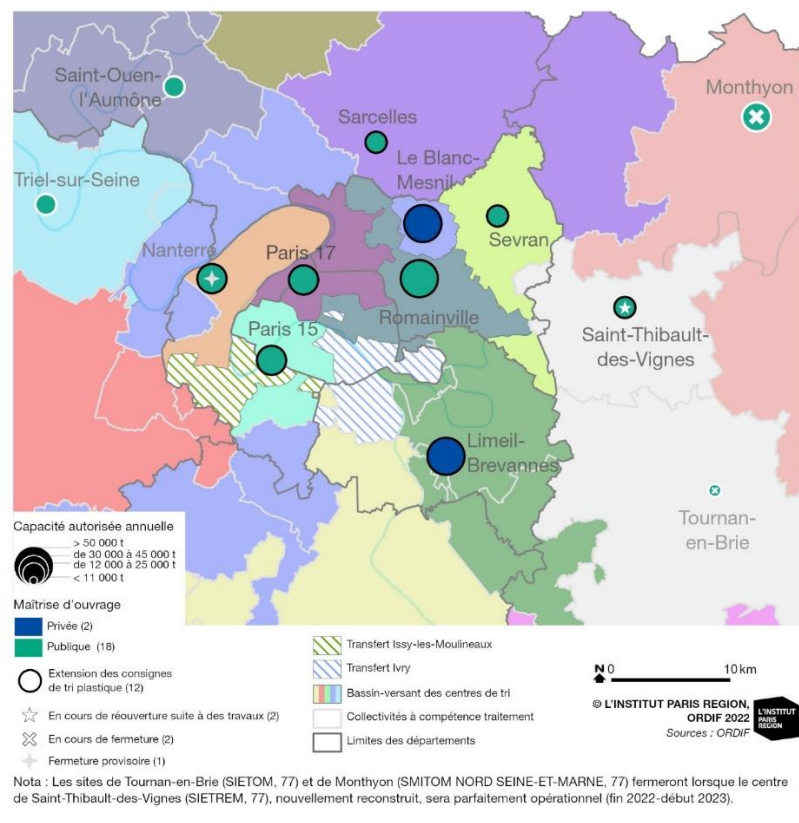 Saint-Ouen-
l'Aumône
Monthyon
Sarcelles
Le Blanc-
Mesnil
Triel-sur-Seine
Nanterre
Paris 17
Sevran
Romainville
Paris 15
Saint-Thibault-
des-Vignes
Limeil-
Brevannes
Tournan-
en-Brie
Capacité autorisée annuelle
> 50 000 t
de 30 000 à 45 000 t
de 12 000 à 25 000 t
< 11 000 t
Maîtrise d'ouvrage
Privée (2)
Publique (18)
Extension des consignes
de tri plastique (12)
En cours de réouverture suite à des travaux (2)
En cours de fermeture (2)
Fermeture provisoire (1)
Transfert Issy-les-Moulineaux
Transfert Ivry
Bassin-versant des centres de tri
Collectivités à compétence traitement
Limites des départements
N 0 10 km
© L'INSTITUT PARIS REGION,
ORDIF 2022
Sources : ORDIF
L'INSTITUT
PARIS
REGION
Nota : Les sites de Tournan-en-Brie (SIETOM, 77) et de Monthyon (SMITOM NORD SEINE-ET-MARNE, 77) fermeront lorsque le centre
de Saint-Thibault-des-Vignes (SIETREM, 77), nouvellement reconstruit, sera parfaitement opérationnel (fin 2022-début 2023).